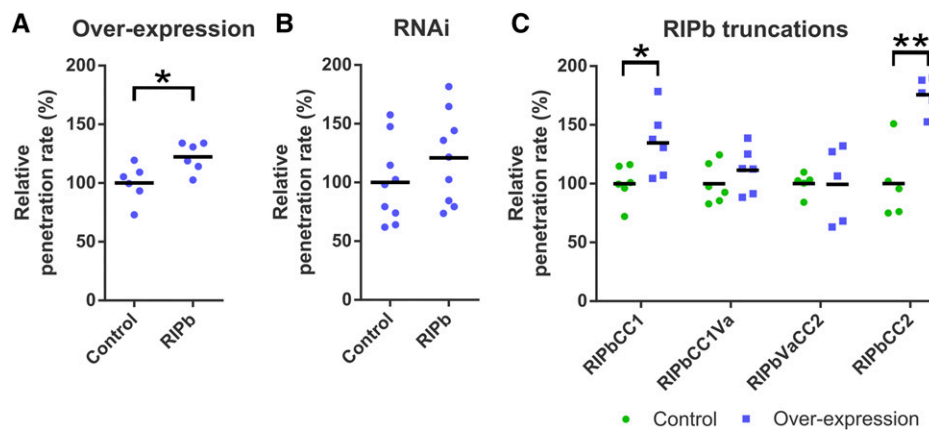 A Over-expression
Relative
penetration rate (%)
200
150
100
50
0
*
Control
RIPb
B RNAi
Relative
penetration rate (%)
200
150
100
50
0
Control
RIPb
C RIPb truncations
Relative
penetration rate (%)
200
150
100
50
0
*
**
RIPbCC1
RIPbCC1Va
RIPbVaCC2
RIPbCC2
Control Over-expression